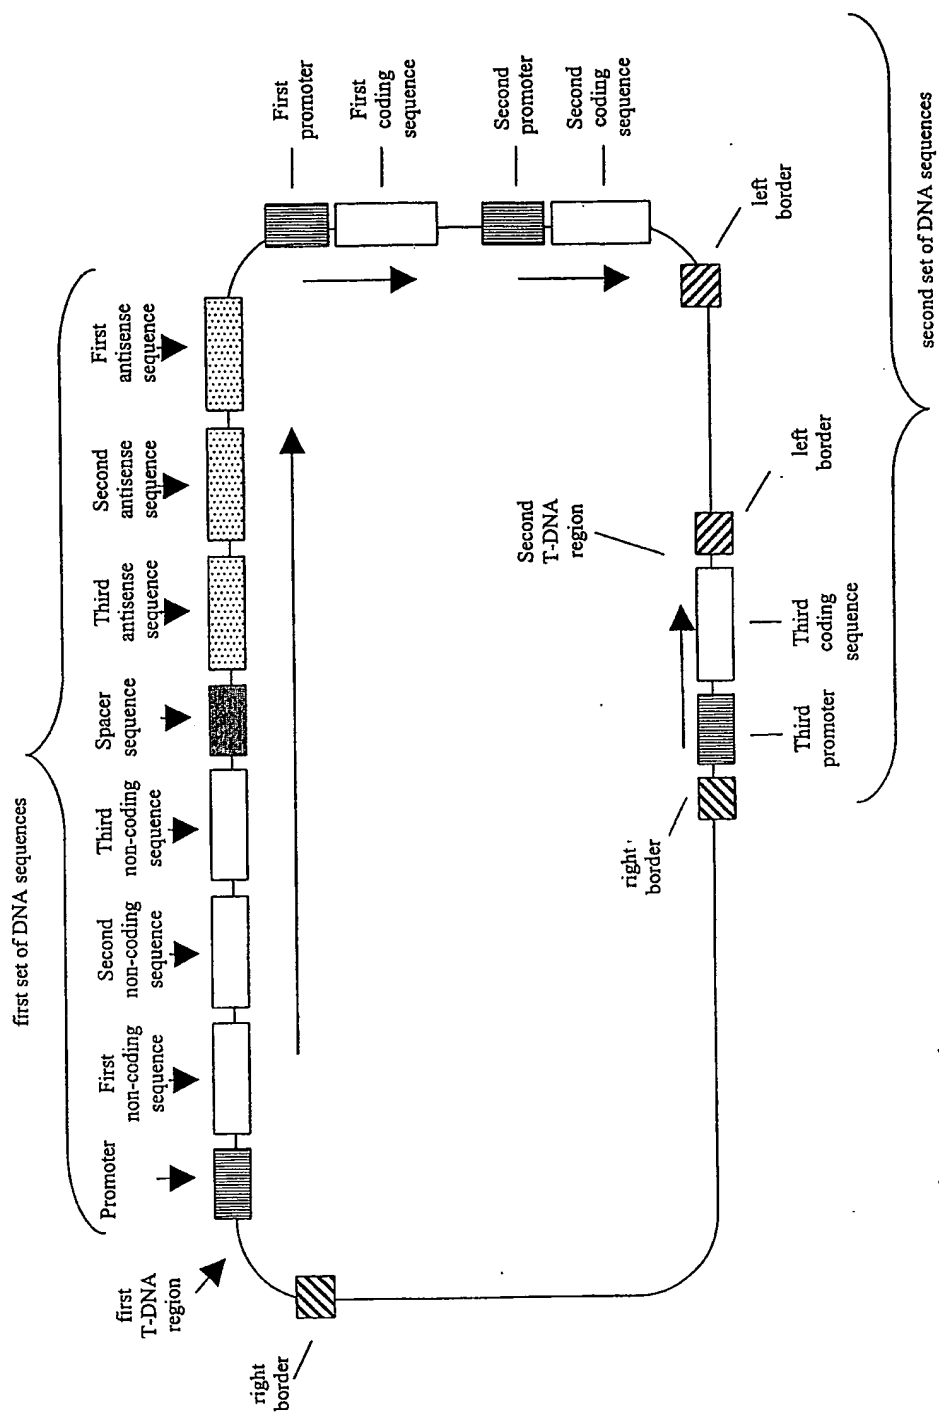 first set of DNA sequences
first
T-DNA
region
Promoter
First
non-coding
sequence
Second
non-coding
sequence
Third
non-coding
sequence
Spacer
sequence
Third
antisense
sequence
Second
antisense
sequence
First
antisense
sequence
right
border
First
promoter
First
coding
sequence
Second
promoter
Second
coding
sequence
left
border
Second
T-DNA
region
left
border
right
border
Third
promoter
Third
coding
sequence
second set of DNA sequences